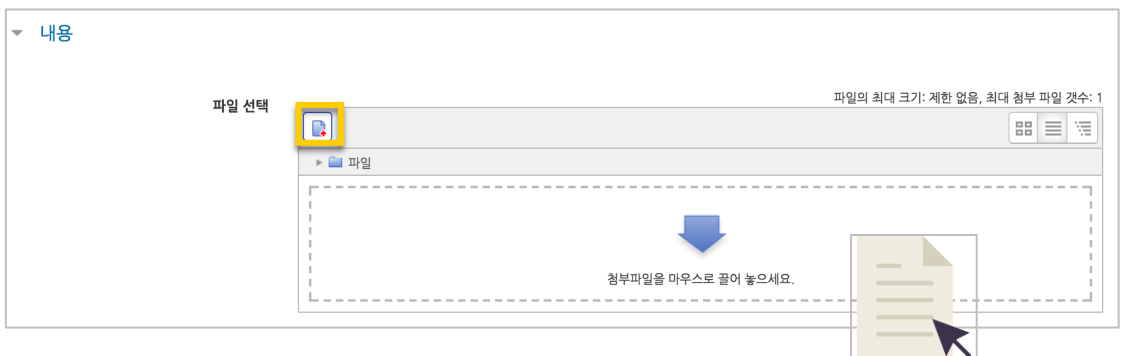 내용
파일 선택
파일의 최대 크기: 제한 없음, 최대 첨부 파일 갯수: 1
파일
첨부파일을 마우스로 끌어 놓으세요.